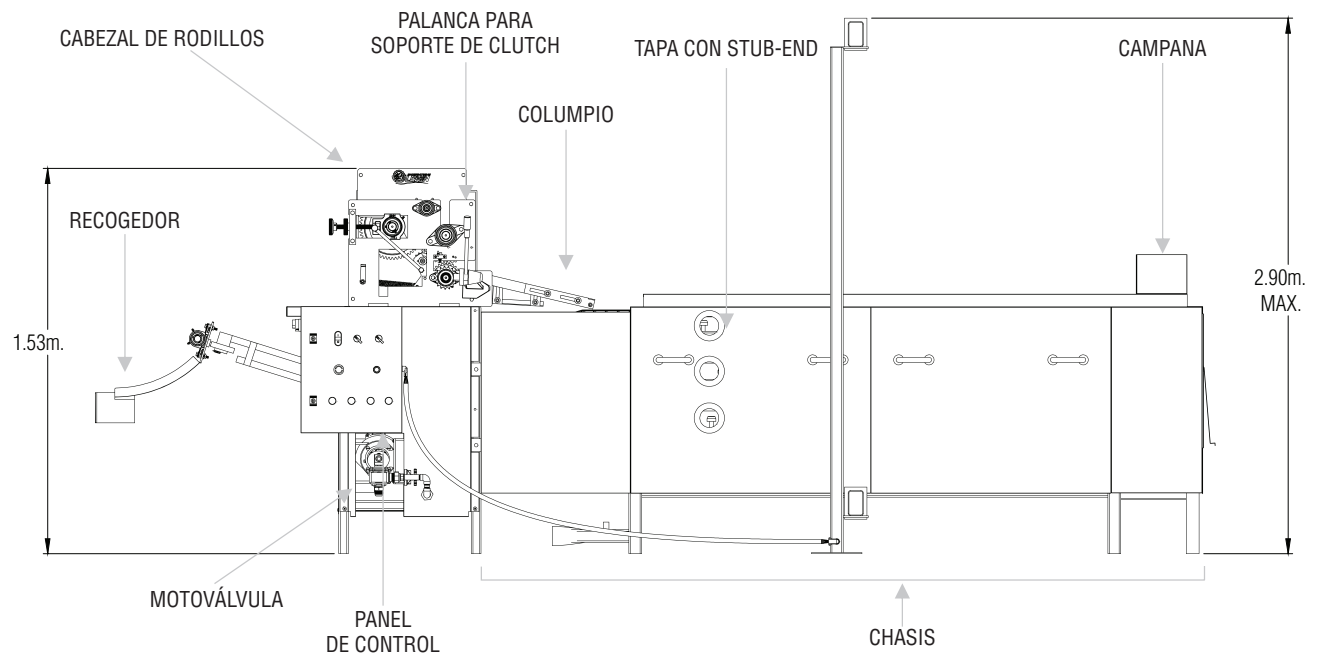 PALANCA PARA
SOPORTE DE CLUTCH
CABEZAL DE RODILLOS
TAPA CON STUB-END
CAMPANA
COLUMPIO
RECOGEDOR
2.90m.
MAX.
1.53m.
MOTOVÁLVULA
PANEL
DE CONTROL
CHASIS